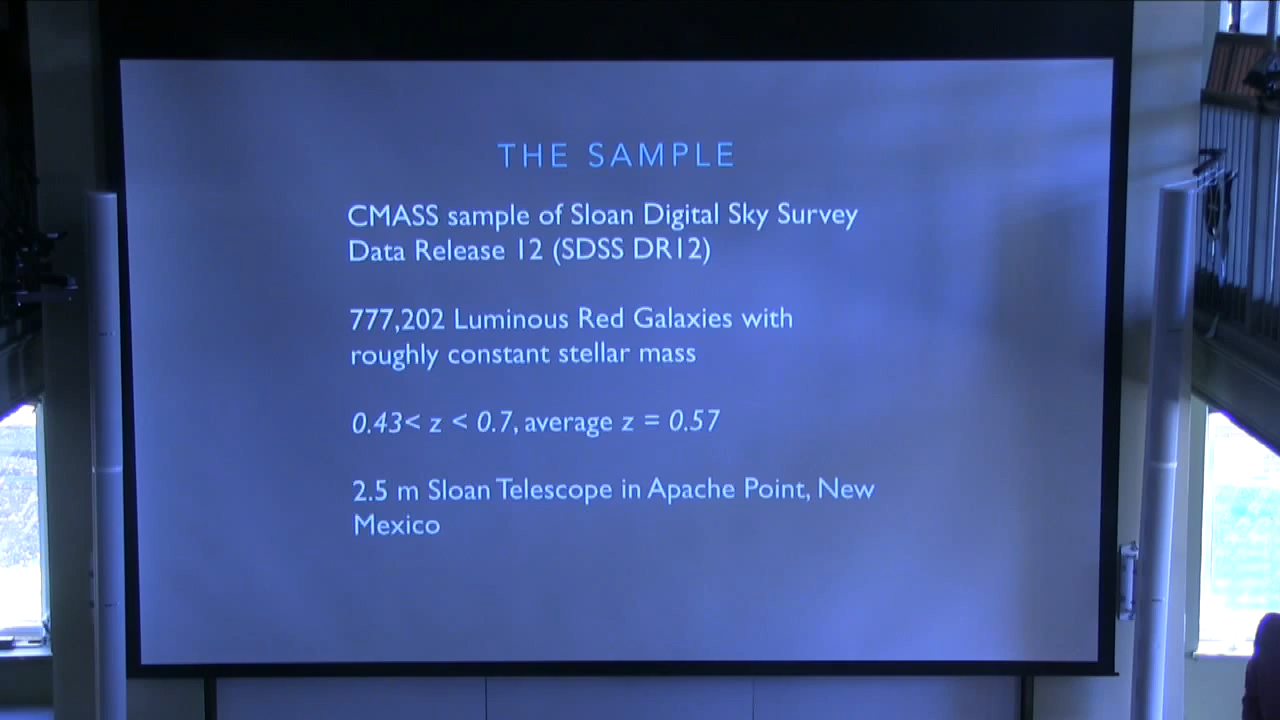 THE SAMPLE
CMASS sample of Sloan Digital Sky Survey
Data Release 12 (SDSS DR12)
777,202 Luminous Red Galaxies with
roughly constant stellar mass
0.43< z < 0.7, average z = 0.57
2.5 m Sloan Telescope in Apache Point, New
Mexico